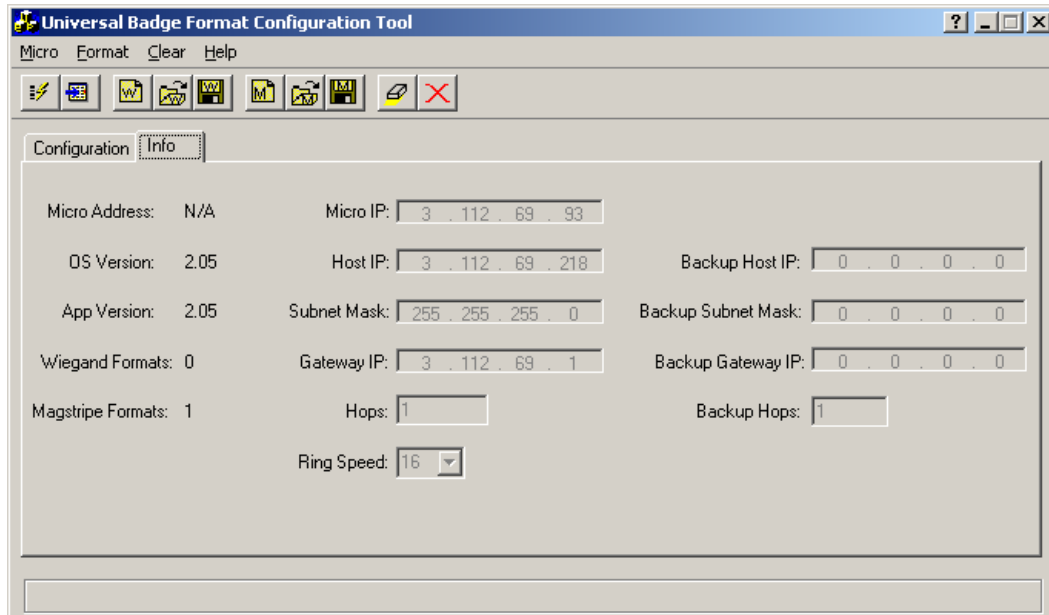 Universal Badge Format Configuration Tool
Micro Format Clear Help
W W W M M M
Configuration Info
Micro Address: N/A Micro IP: 3 . 112 . 69 . 93
OS Version: 2.05 Host IP: 3 . 112 . 69 . 218 Backup Host IP: 0 . 0 . 0 . 0
App Version: 2.05 Subnet Mask: 255 . 255 . 255 . 0 Backup Subnet Mask: 0 . 0 . 0 . 0
Wiegand Formats: 0 Gateway IP: 3 . 112 . 69 . 1 Backup Gateway IP: 0 . 0 . 0 . 0
Magstripe Formats: 1 Hops: 1 Backup Hops: 1
Ring Speed: 16